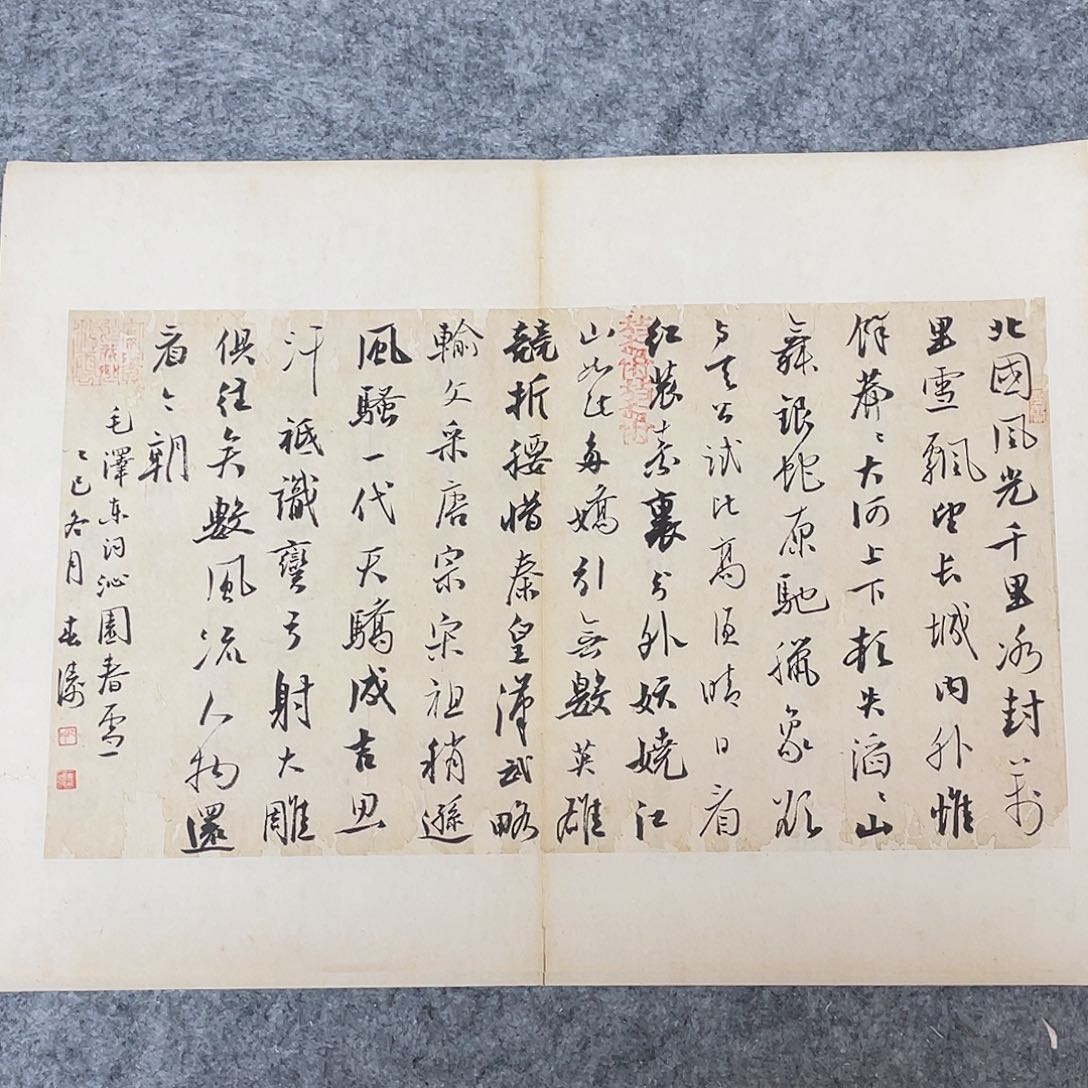 北國風光千里冰封萬
里雪飄望長城內外惟
餘莽〻大河上下頓失滔〻山
舞銀蛇原馳臘象欲
与天公試比高須晴日看
紅裝素裹分外妖嬈江
山如此多嬌引無數英雄
競折腰惜秦皇漢武略
輸文采唐宗宋祖稍遜
風騷一代天驕成吉思
汗祗識彎弓射大雕
俱往矣數風流人物還
看今朝
毛澤東詞沁園春雪
乙巳冬月